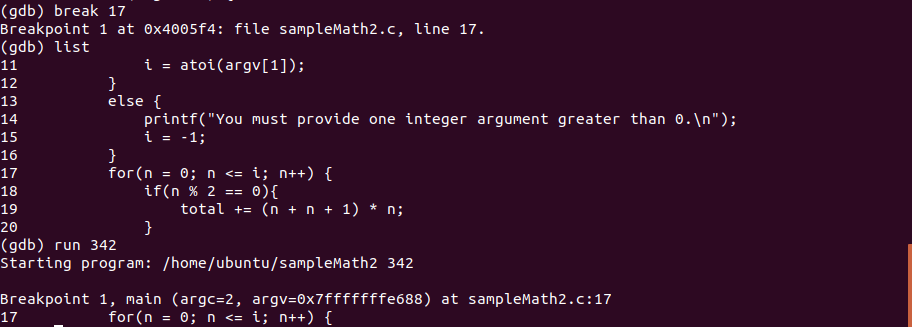 (gdb) break 17
Breakpoint 1 at 0x4005f4: file sampleMath2.c, line 17.
(gdb) list
11              i = atoi(argv[1]);
12          }
13          else {
14              printf("You must provide one integer argument greater than 0.\n");
15              i = -1;
16          }
17          for(n = 0; n <= i; n++) {
18              if(n % 2 == 0){
19                  total += (n + n + 1) * n;
20              }
(gdb) run 342
Starting program: /home/ubuntu/sampleMath2 342
Breakpoint 1, main (argc=2, argv=0x7fffffffe688) at sampleMath2.c:17
17          for(n = 0; n <= i; n++) {